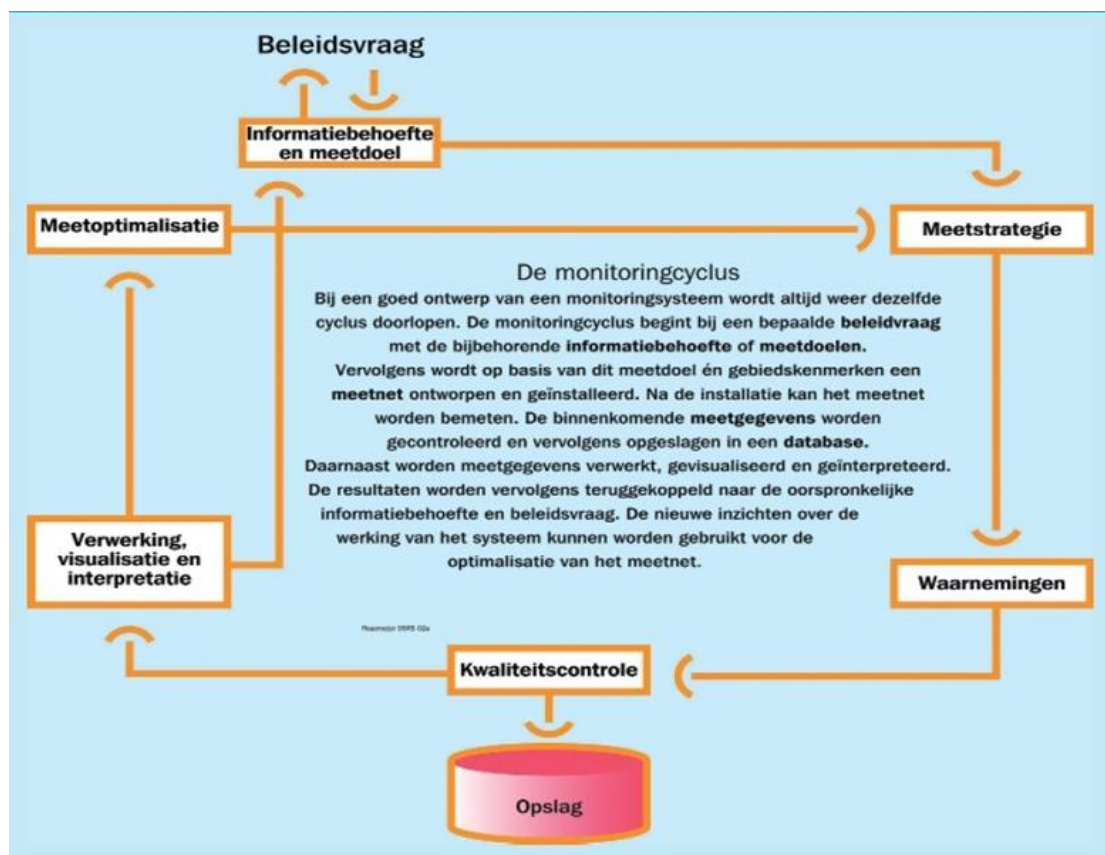 Beleidsvraag
Informatiebehoefte
en meetdoel
Meetoptimalisatie
Meetstrategie
De monitoringcyclus
Bij een goed ontwerp van een monitoringsysteem wordt altijd weer dezelfde
cyclus doorlopen. De monitoringcyclus begint bij een bepaalde beleidvraag
met de bijbehorende informatiebehoefte of meetdoelen.
Vervolgens wordt op basis van dit meetdoel én gebiedskenmerken een
meetnet ontworpen en geïnstalleerd. Na de installatie kan het meetnet
worden bemeten. De binnenkomende meetgegevens worden
gecontroleerd en vervolgens opgeslagen in een database.
Daarnaast worden meetgegevens verwerkt, gevisualiseerd en geïnterpreteerd.
De resultaten worden vervolgens teruggekoppeld naar de oorspronkelijke
informatiebehoefte en beleidsvraag. De nieuwe inzichten over de
werking van het systeem kunnen worden gebruikt voor de
optimalisatie van het meetnet.
Verwerking,
visualisatie en
interpretatie
Waarnemingen
Kwaliteitscontrole
Opslag